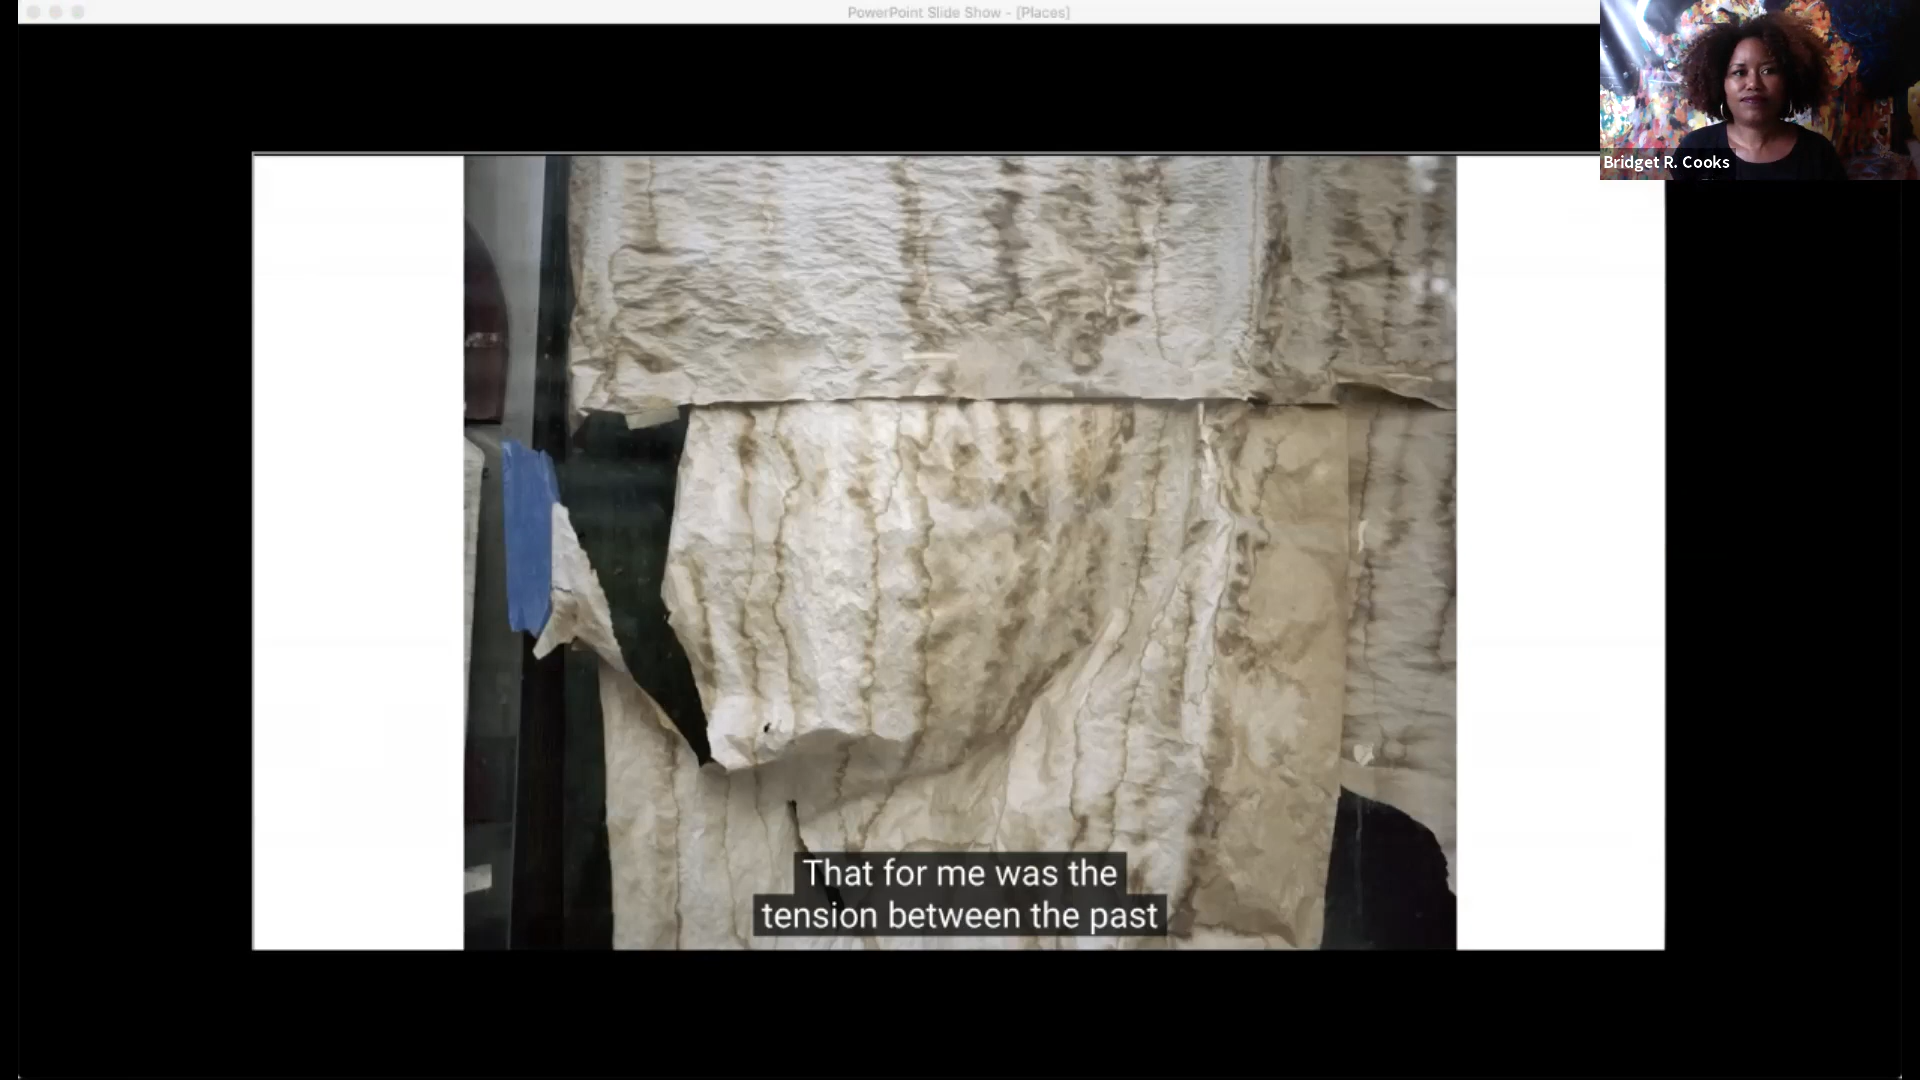 PowerPoint Slide Show - [Places]
Bridget R. Cooks
That for me was the
tension between the past